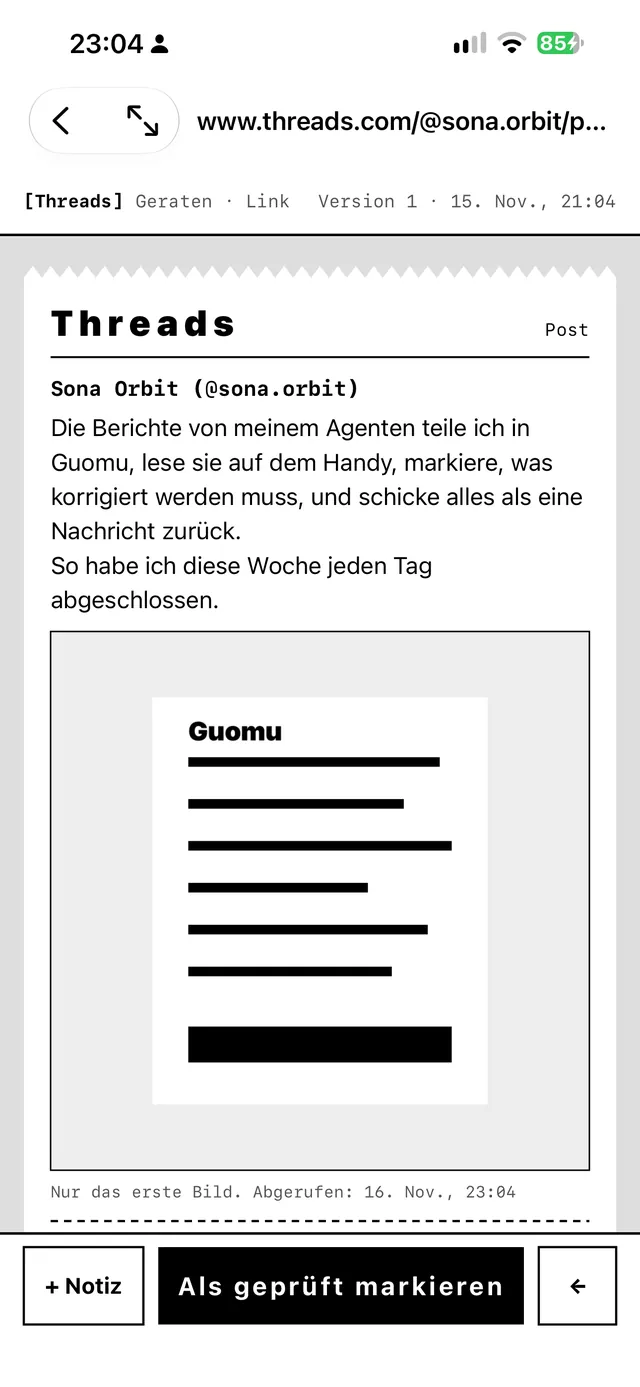 23:04
85
www.threads.com/@sona.orbit/p...
[Threads] Geraten · Link Version 1 · 15. Nov., 21:04
Threads
Post
Sona Orbit (@sona.orbit)
Die Berichte von meinem Agenten teile ich in
Guomu, lese sie auf dem Handy, markiere, was
korrigiert werden muss, und schicke alles als eine
Nachricht zurück.
So habe ich diese Woche jeden Tag
abgeschlossen.
Guomu
Nur das erste Bild. Abgerufen: 16. Nov., 23:04
+ Notiz
Als geprüft markieren
←